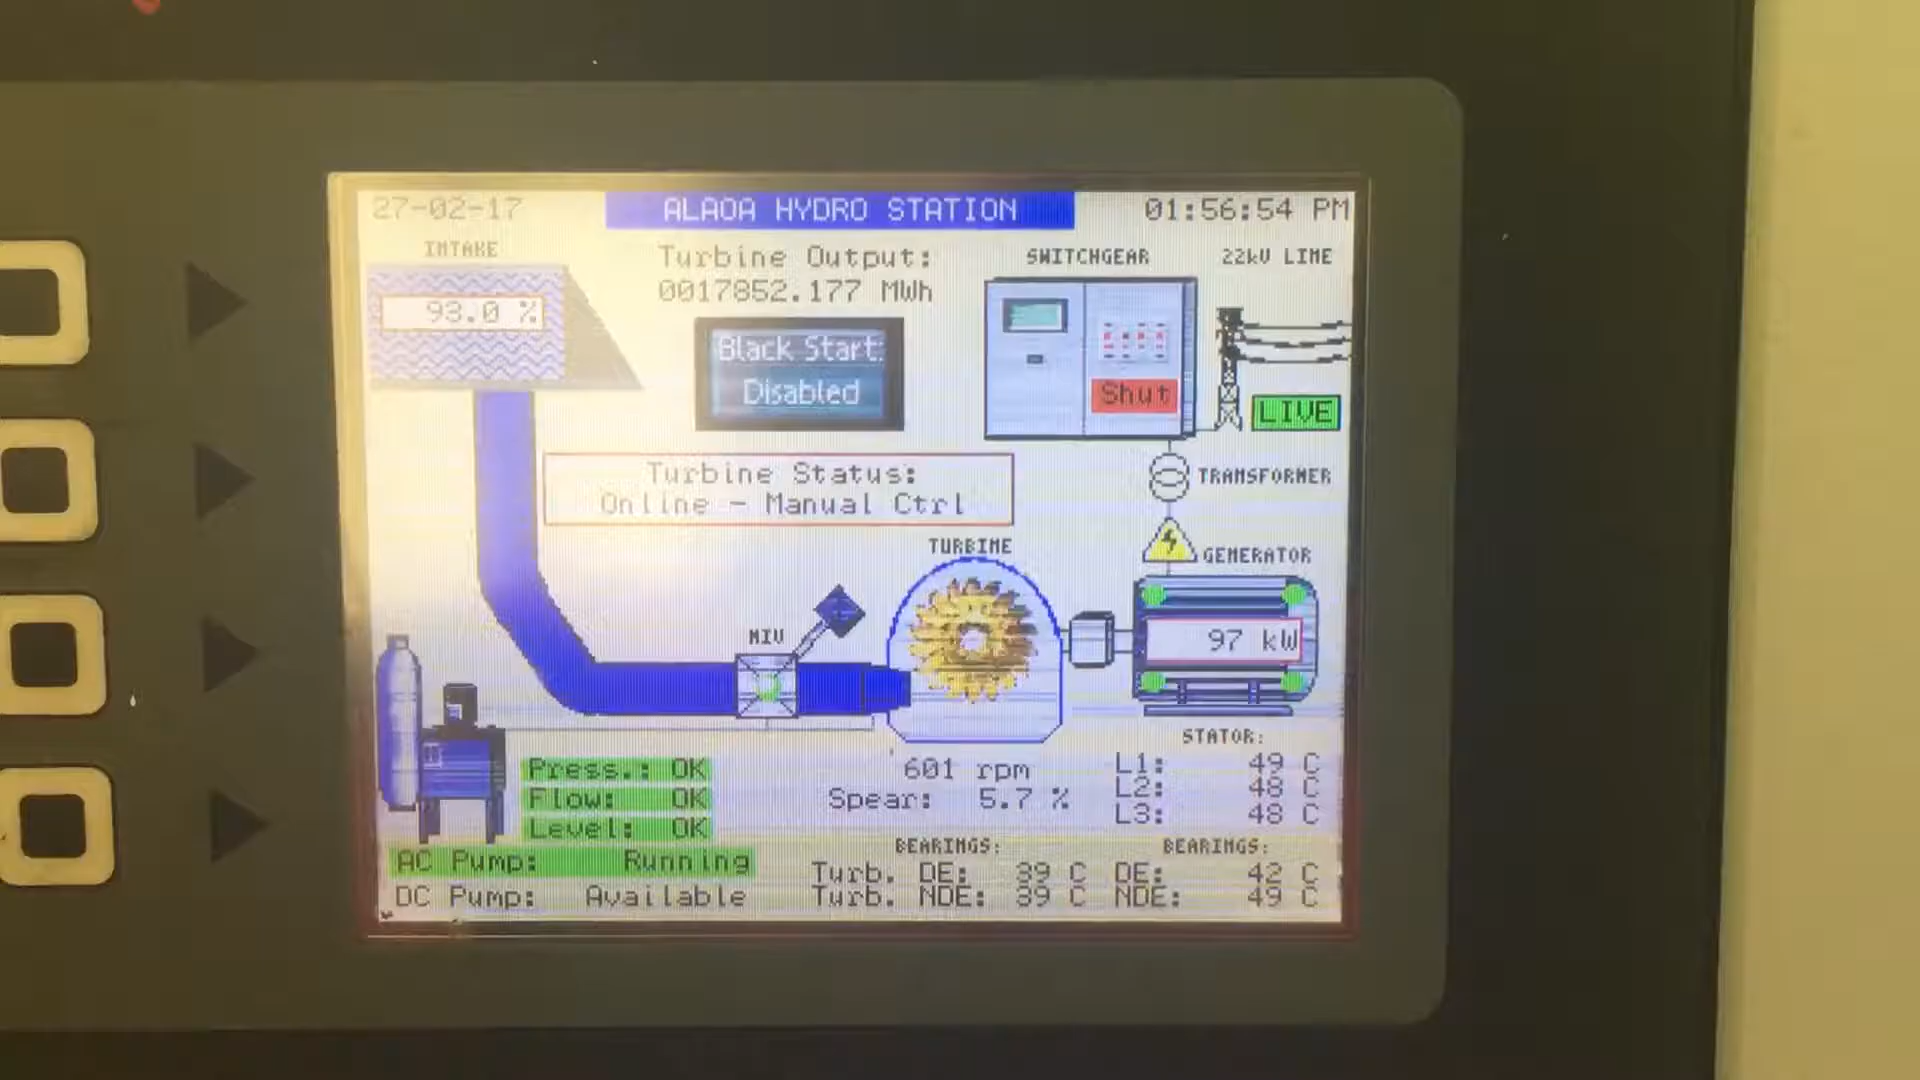 27-02-17
ALAOA HYDRO STATION
01:56:54 PM
INTAKE
93.0 %
Turbine Output:
0017852.177 MWh
Black Start:
Disabled
SWITCHGEAR
22kV LINE
Shut
LIVE
Turbine Status:
Online - Manual Ctrl
TRANSFORMER
TURBINE
GENERATOR
MIV
97 kW
Press.: OK
Flow: OK
Level: OK
AC Pump: Running
DC Pump: Available
601 rpm
Spear: 5.7 %
STATOR:
L1: 49 C
L2: 48 C
L3: 48 C
BEARINGS:
Turb. DE: 39 C
Turb. NDE: 39 C
BEARINGS:
DE: 42 C
NDE: 49 C